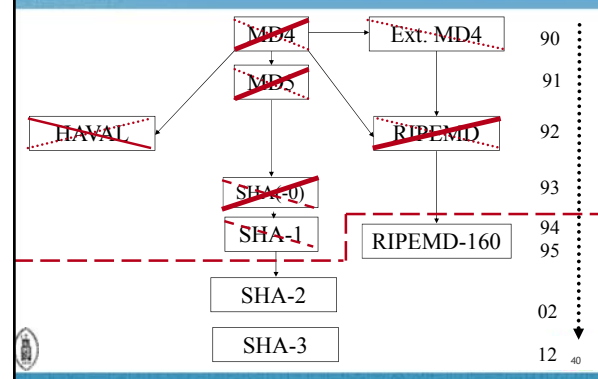 MD4 Ext. MD4 90
MD5 91
HAVAL RIPEMD 92
SHA(-0) 93
SHA-1 RIPEMD-160 94
95
SHA-2 02
SHA-3 12 40